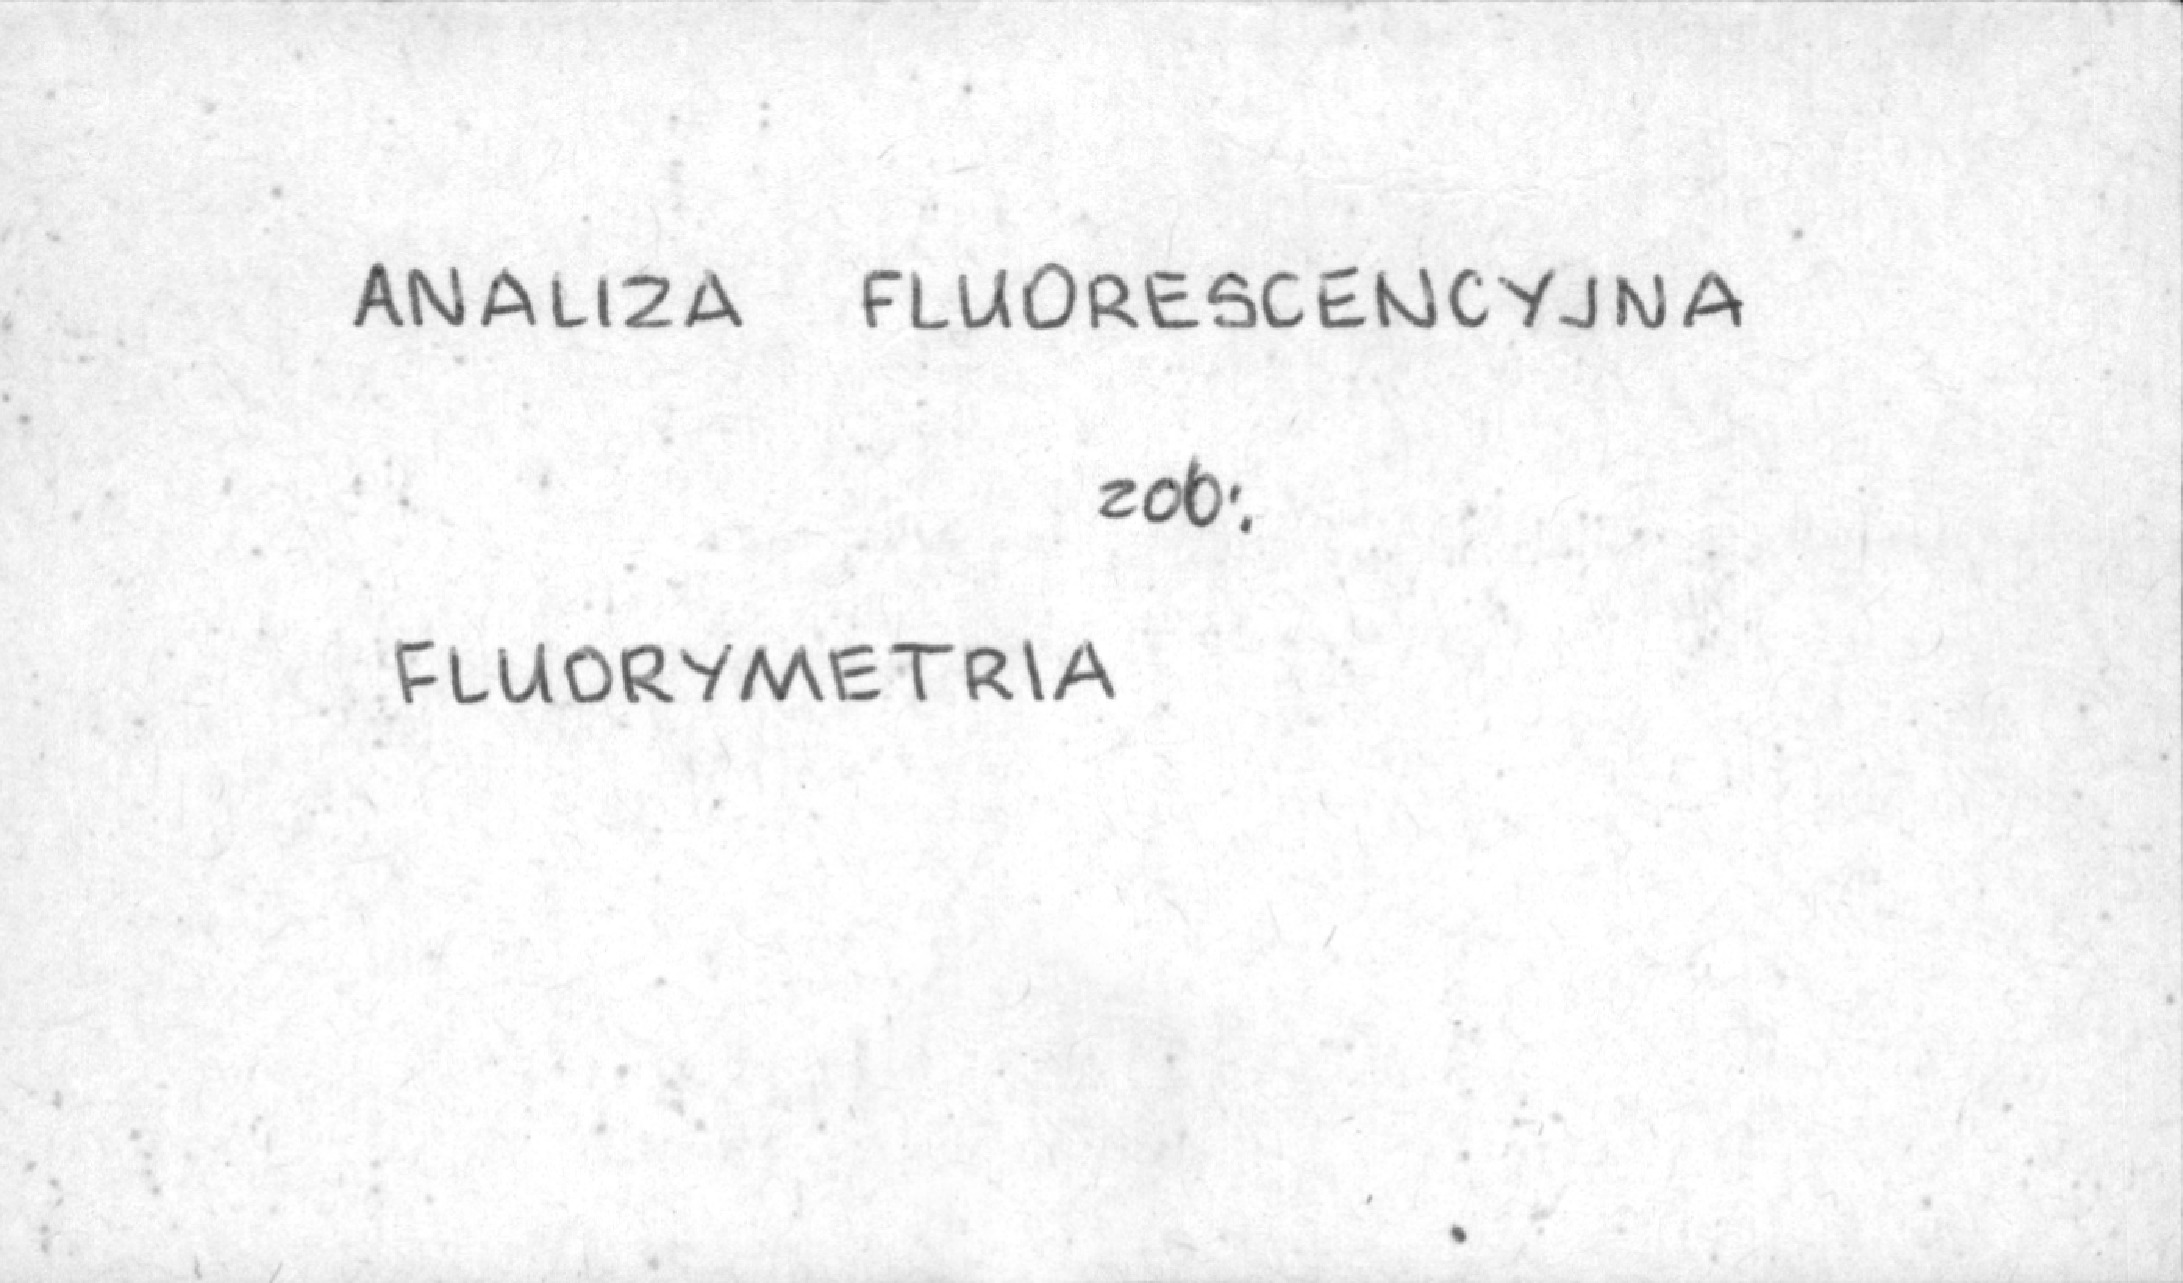 ANALIZA FLUORESCENCYJNA
zob:
FLUORYMETRIA